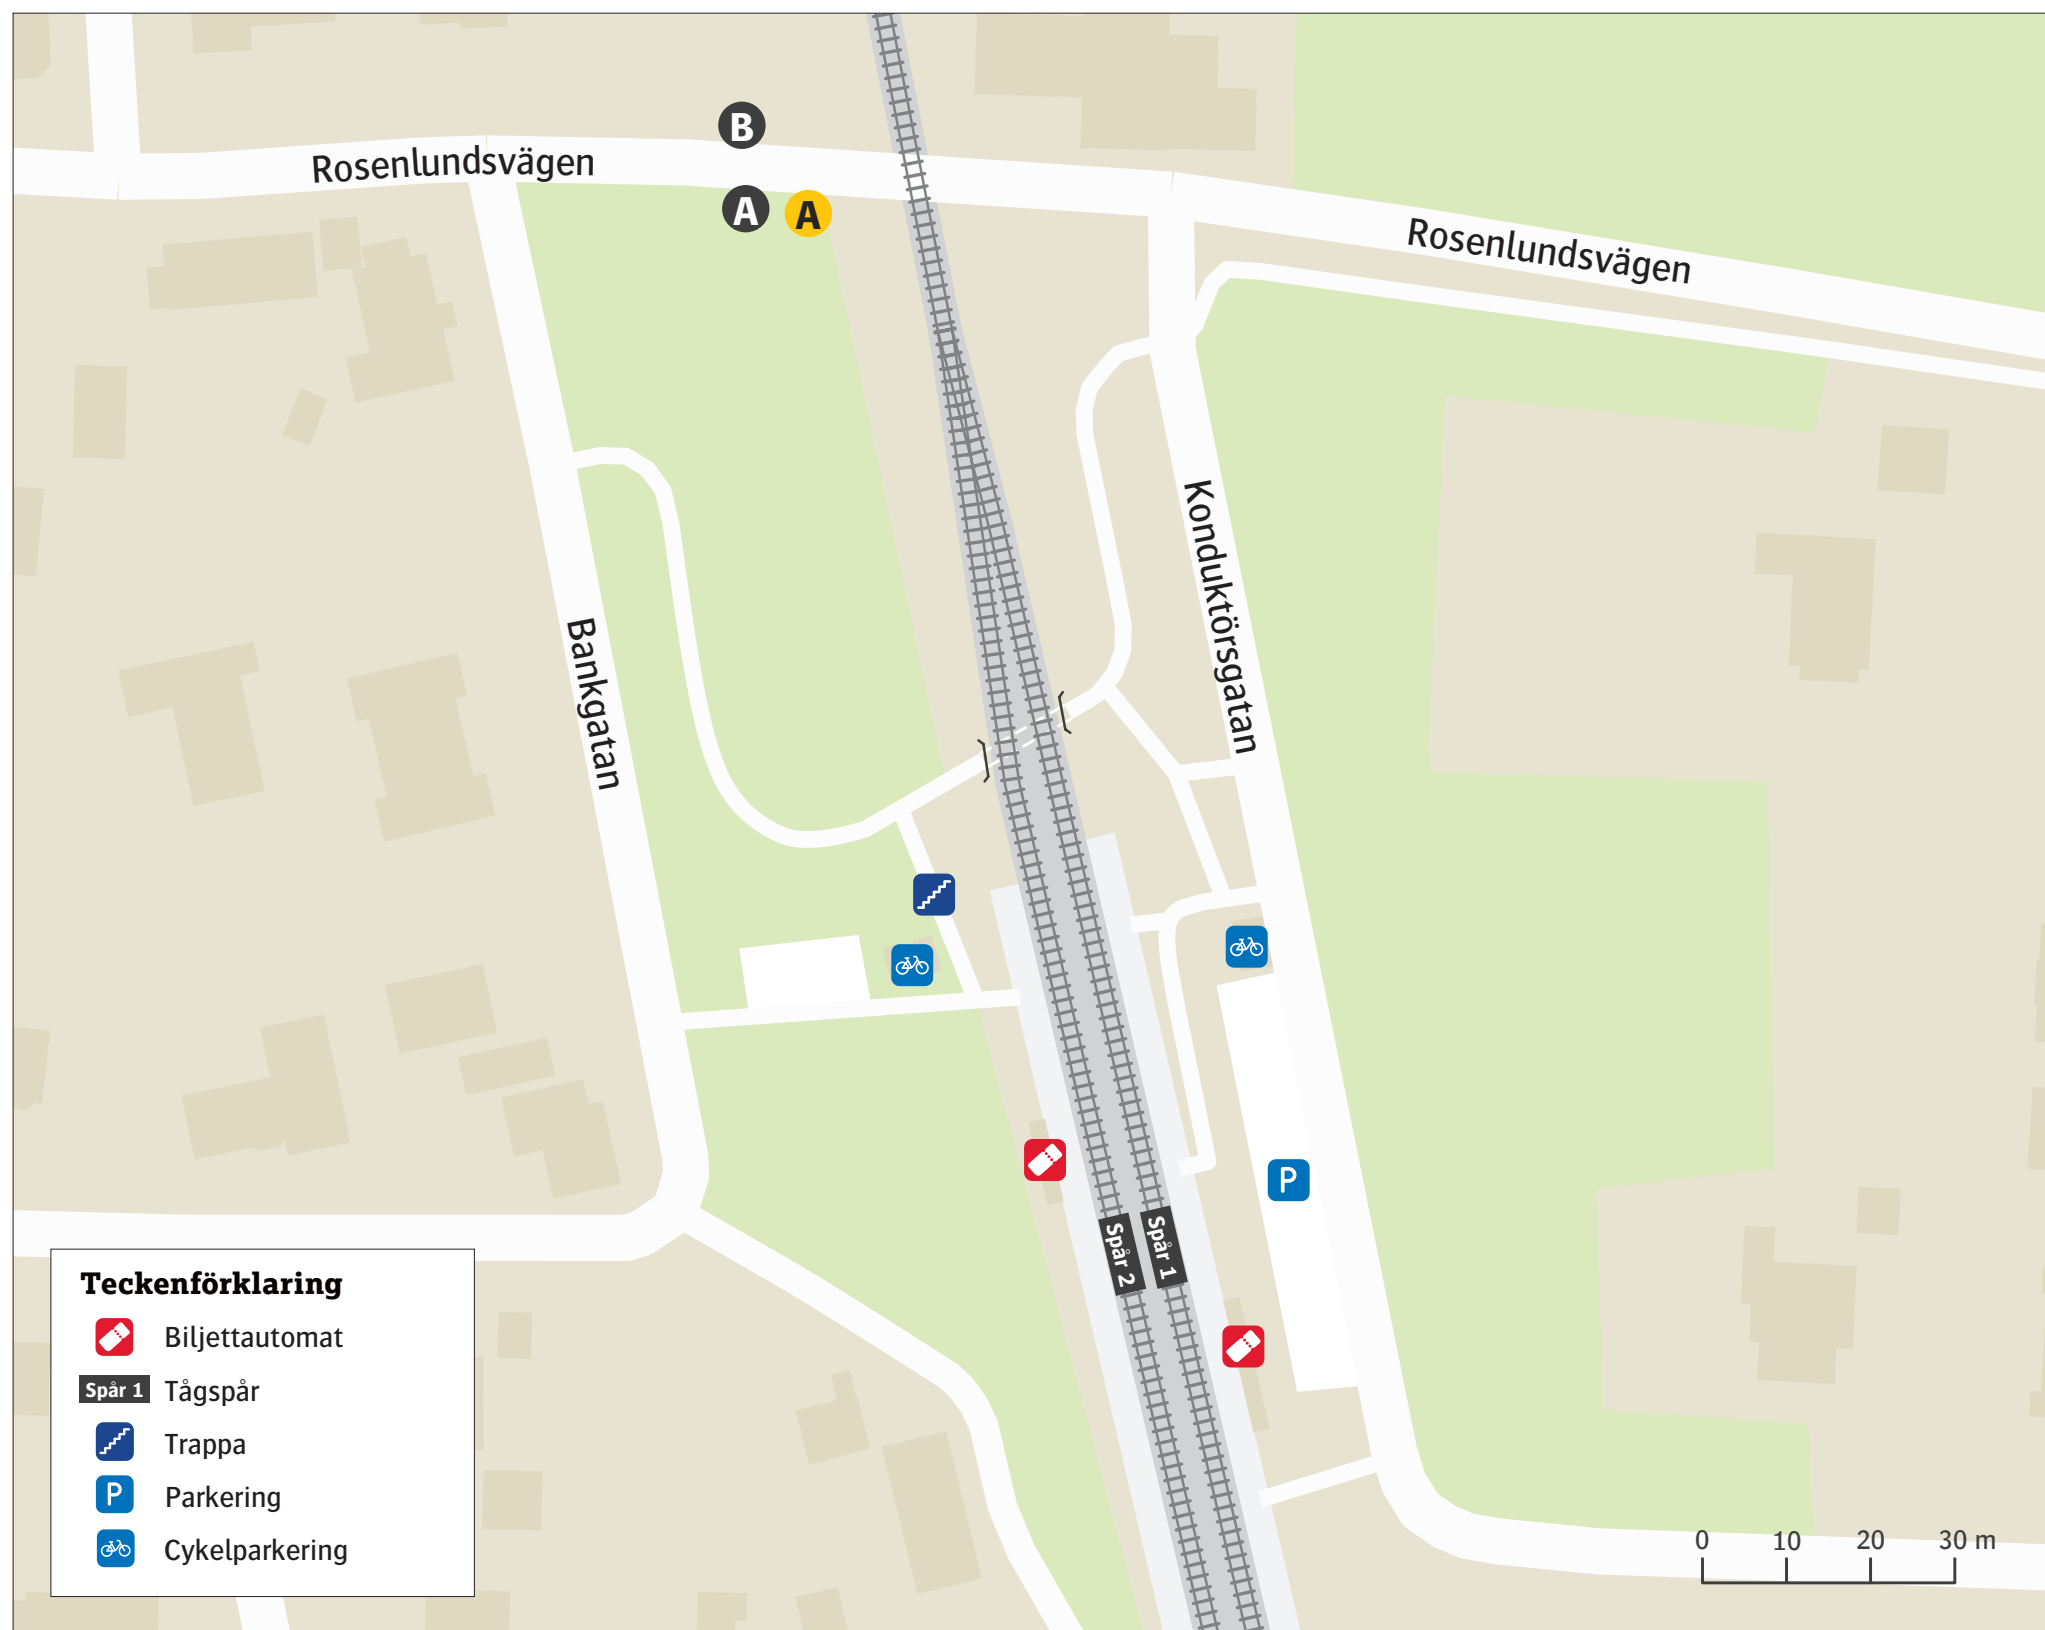 B
Rosenlundsvägen
A
A
Rosenlundsvägen
Konduktörsgatan
Bankgatan
P
Spår 2
Spår 1
Teckenförklaring
Biljettautomat
Spår 1 Tågspår
Trappa
P Parkering
Cykelparkering
0 10 20 30 m